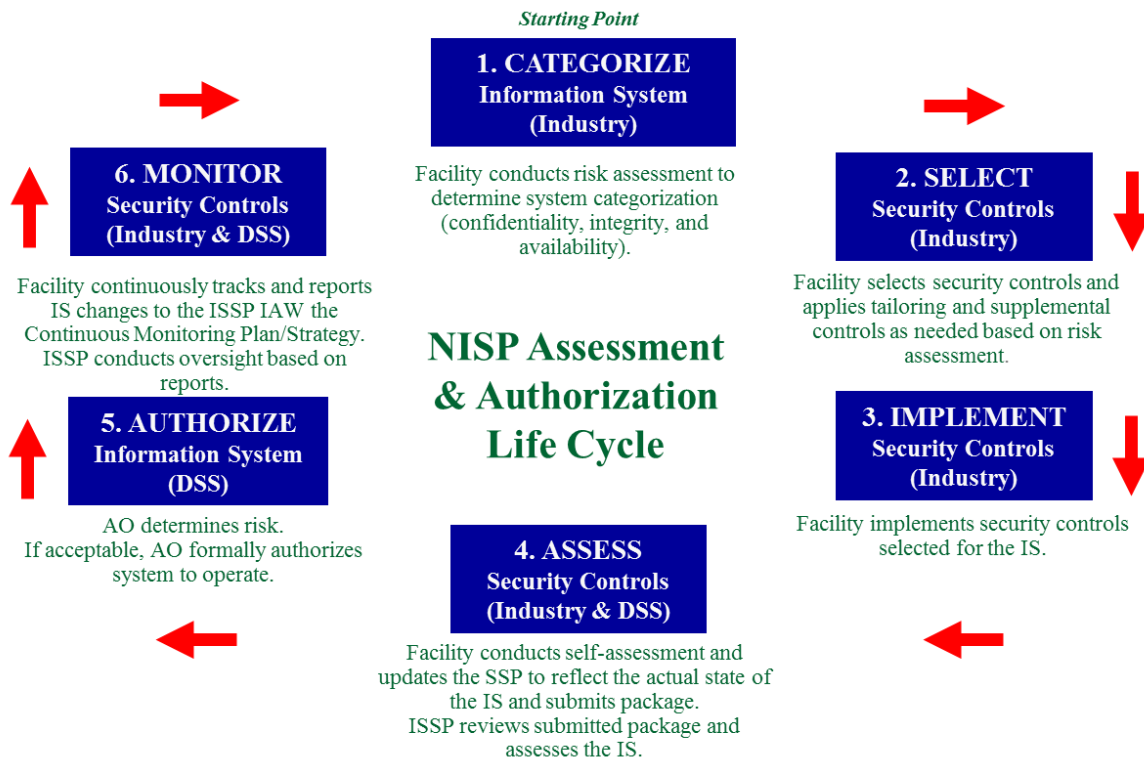 Starting Point
1. CATEGORIZE
Information System
(Industry)
Facility conducts risk assessment to
determine system categorization
(confidentiality, integrity, and
availability).
2. SELECT
Security Controls
(Industry)
Facility selects security controls and
applies tailoring and supplemental
controls as needed based on risk
assessment.
3. IMPLEMENT
Security Controls
(Industry)
Facility implements security controls
selected for the IS.
4. ASSESS
Security Controls
(Industry & DSS)
Facility conducts self-assessment and
updates the SSP to reflect the actual state of
the IS and submits package.
ISSP reviews submitted package and
assesses the IS.
5. AUTHORIZE
Information System
(DSS)
AO determines risk.
If acceptable, AO formally authorizes
system to operate.
6. MONITOR
Security Controls
(Industry & DSS)
Facility continuously tracks and reports
IS changes to the ISSP IAW the
Continuous Monitoring Plan/Strategy.
ISSP conducts oversight based on
reports.
NISP Assessment
& Authorization
Life Cycle